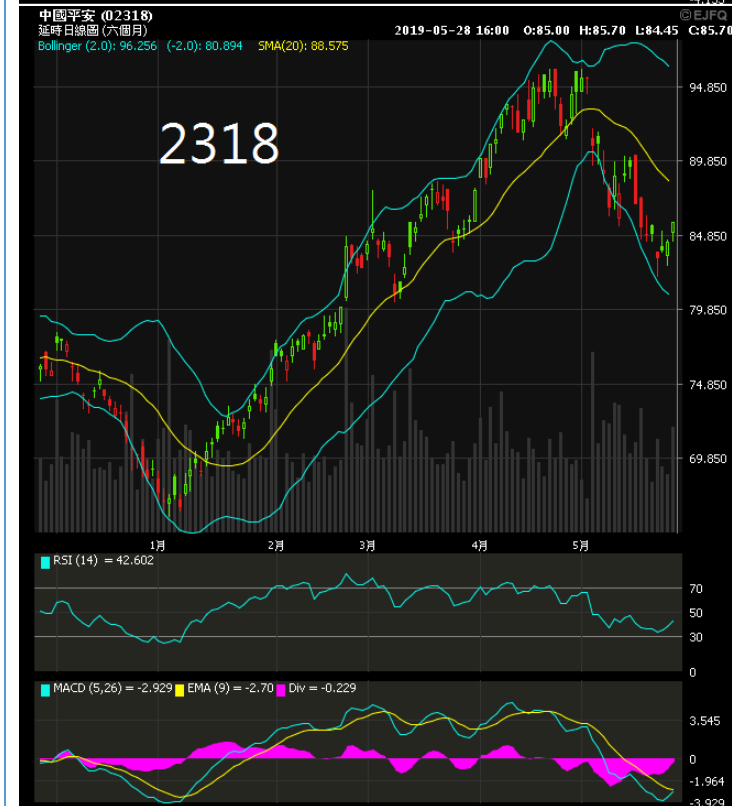 -4.133
中國平安 (02318) ©EJFQ
延時日線圖 (六個月) 2019-05-28 16:00 O:85.00 H:85.70 L:84.45 C:85.70
Bollinger (2.0): 96.256 (-2.0): 80.894 SMA(20): 88.575
94.850
2318
89.850
84.850
79.850
74.850
69.850
1月 2月 3月 4月 5月
RSI (14) = 42.602
70
50
30
0
MACD (5,26) = -2.929 EMA (9) = -2.70 Div = -0.229
3.545
0
-1.964
-3.929